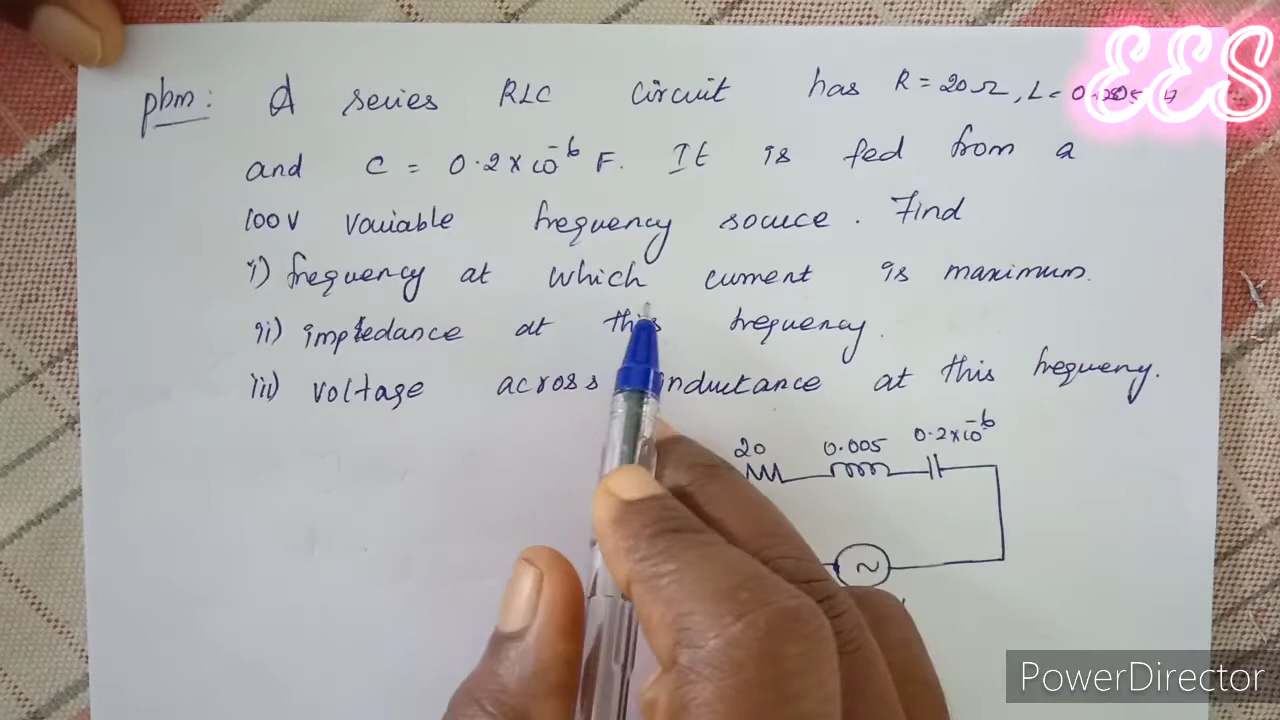 EES
pbm: A series RLC circuit has R = 20Ω, L =
and C = 0.2×10⁻⁶ F. It is fed from a
100V variable frequency source. Find
i) frequency at which current is maximum.
ii) impedance at this frequency.
iii) voltage across inductance at this frequency.
20 0.005 0.2×10⁻⁶
~
PowerDirector